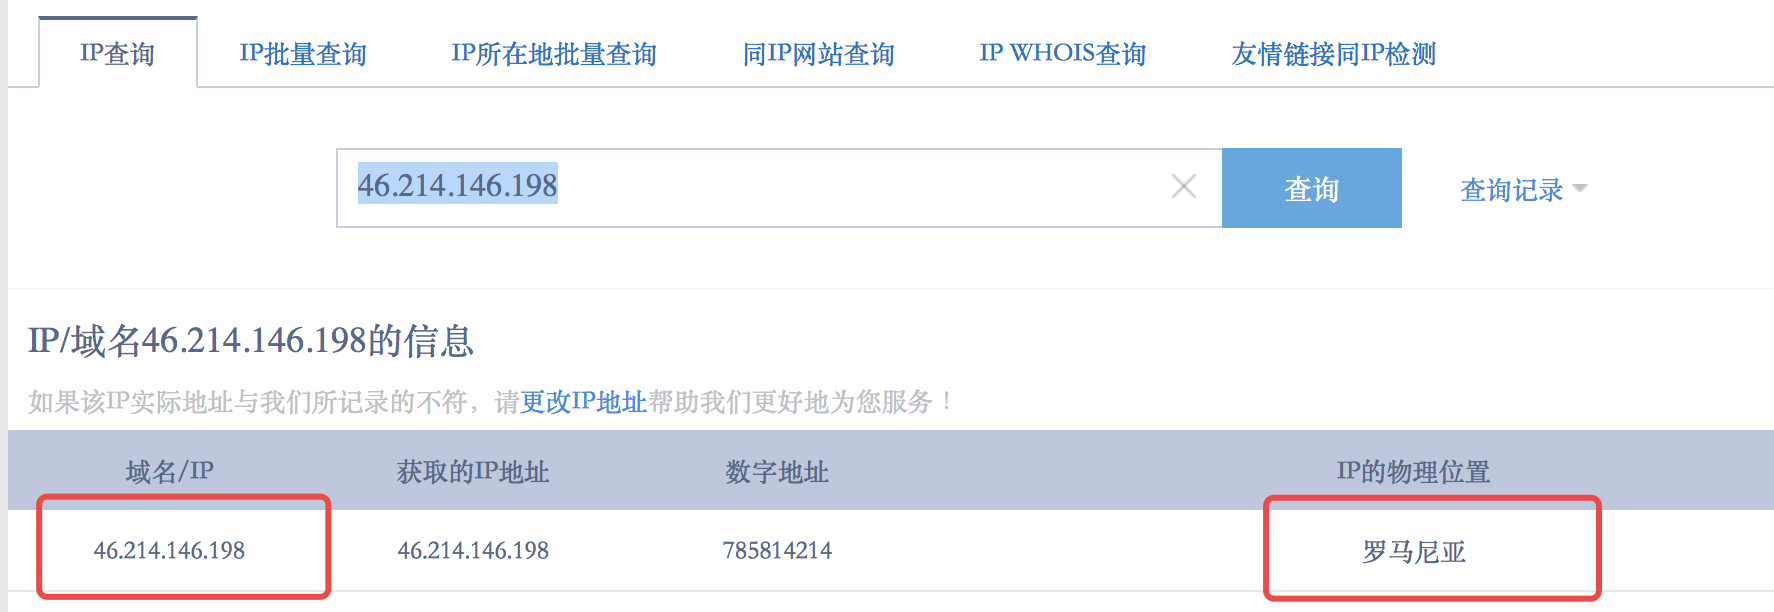 IP查询 IP批量查询 IP所在地批量查询 同IP网站查询 IP WHOIS查询 友情链接同IP检测
46.214.146.198 查询 查询记录
IP/域名46.214.146.198的信息
如果该IP实际地址与我们所记录的不符，请更改IP地址帮助我们更好地为您服务！
域名/IP 获取的IP地址 数字地址 IP的物理位置
46.214.146.198 46.214.146.198 785814214 罗马尼亚